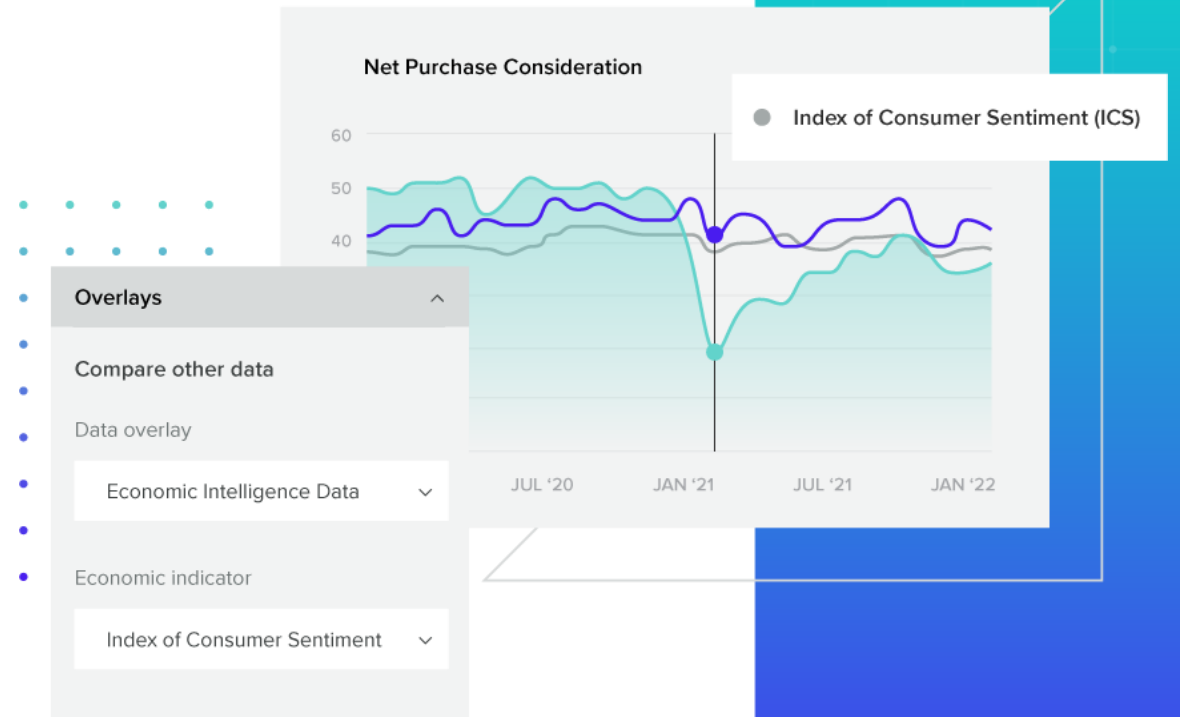 Net Purchase Consideration
Index of Consumer Sentiment (ICS)
60
50
40
JUL ‘20
JAN ‘21
JUL ‘21
JAN ‘22
Overlays
Compare other data
Data overlay
Economic Intelligence Data
Economic indicator
Index of Consumer Sentiment